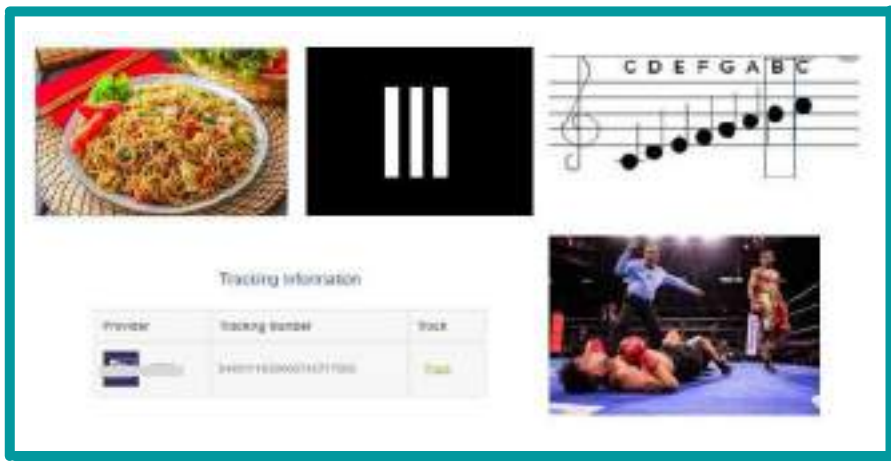 C D E F G A B C
Tracking Information
Provider Tracking Number Track
Track